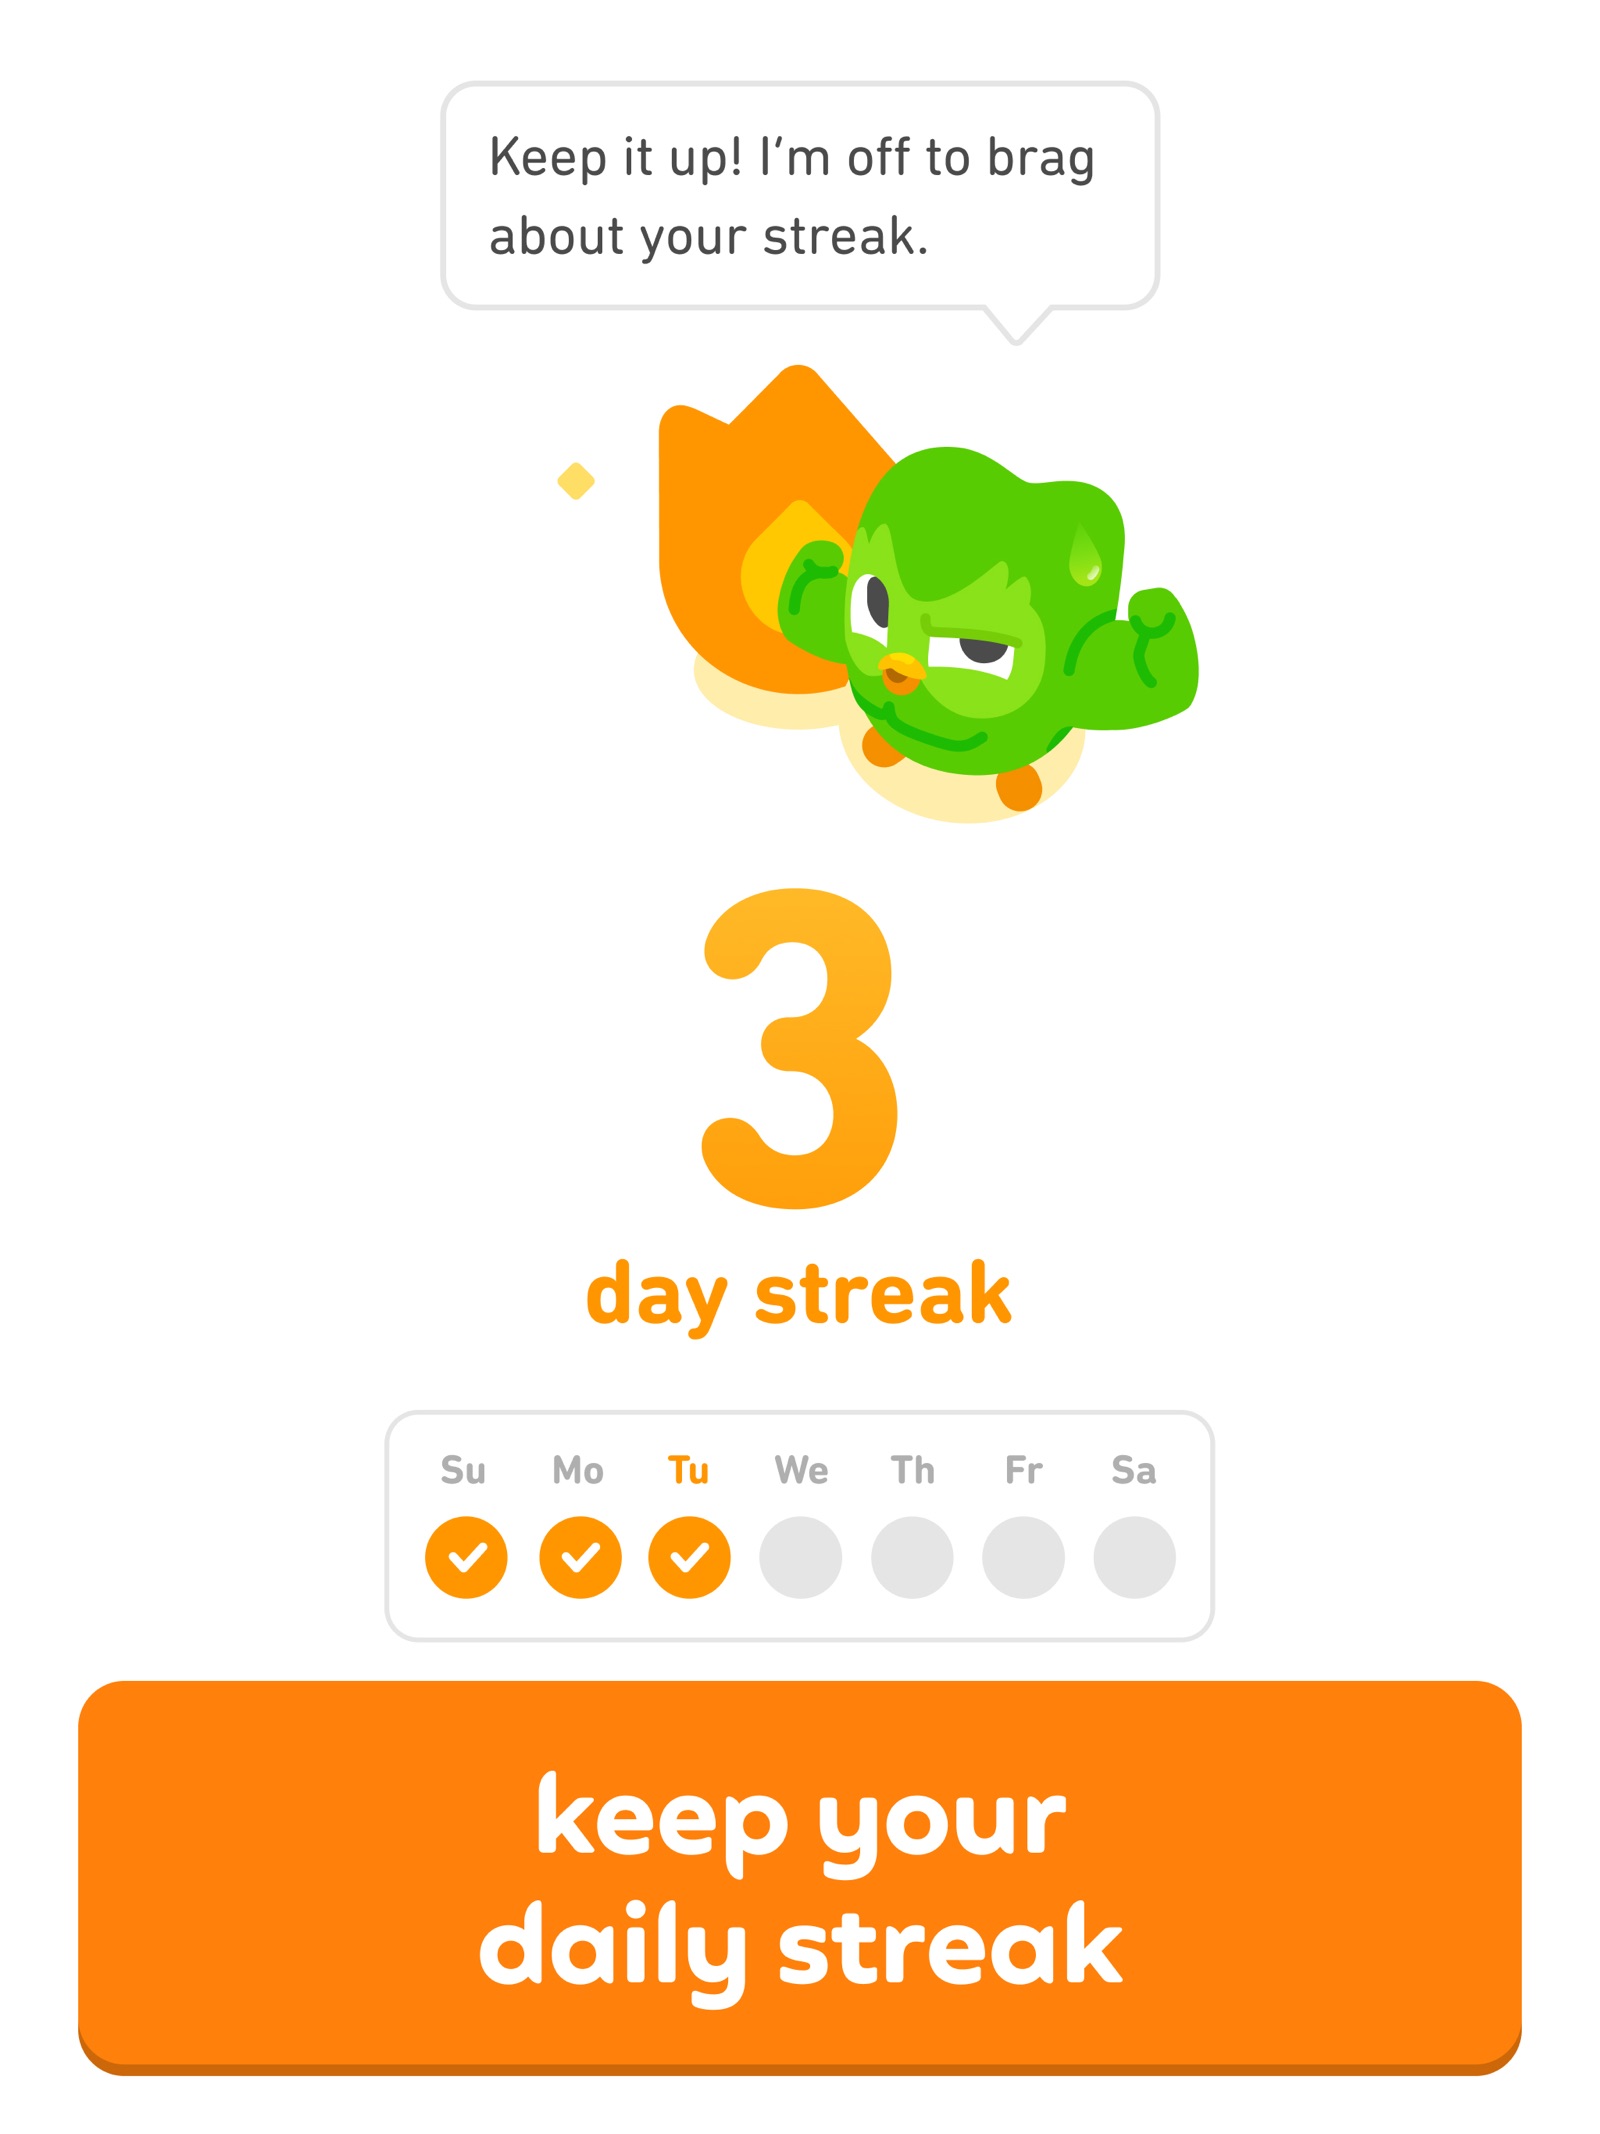 Keep it up! I'm off to brag
about your streak.
3
day streak
Su Mo Tu We Th Fr Sa
keep your
daily streak